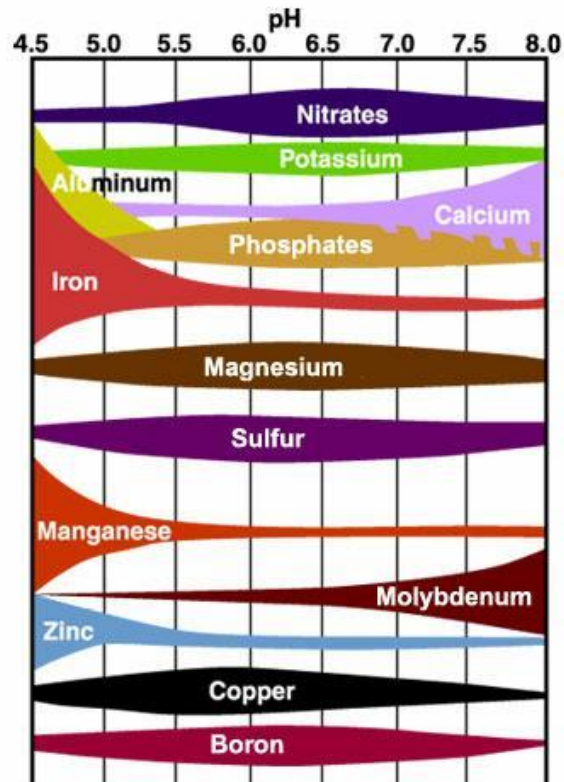 pH
4.5 5.0 5.5 6.0 6.5 7.0 7.5 8.0
Nitrates
Potassium
Aluminum
Calcium
Phosphates
Iron
Magnesium
Sulfur
Manganese
Molybdenum
Zinc
Copper
Boron